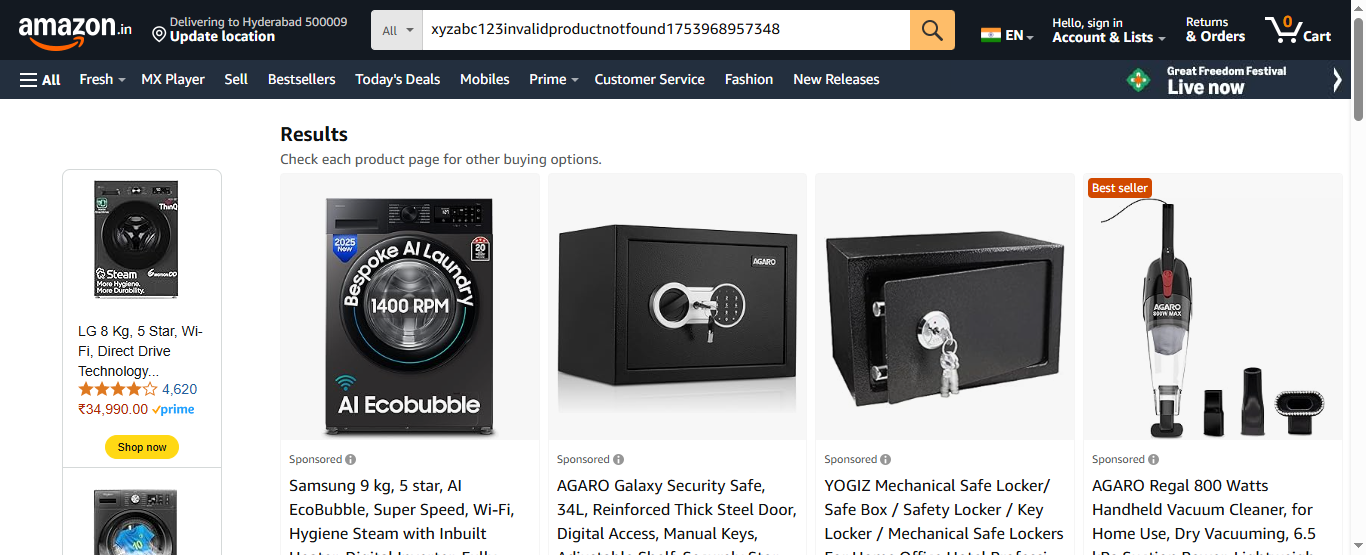 amazon.in
Delivering to Hyderabad 500009
Update location
All
xyzabc123invalidproductnotfound1753968957348
EN
Hello, sign in
Account & Lists
Returns
& Orders
0
Cart
All
Fresh
MX Player
Sell
Bestsellers
Today's Deals
Mobiles
Prime
Customer Service
Fashion
New Releases
Great Freedom Festival
Live now
Results
Check each product page for other buying options.
ThinQ
Steam
More Hygiene.
More Durability.
LG 8 Kg, 5 Star, Wi-
Fi, Direct Drive
Technology...
4,620
₹34,990.00 prime
Shop now
2025
New
20
Bespoke AI Laundry
1400 RPM
AI Ecobubble
Sponsored
Samsung 9 kg, 5 star, AI
EcoBubble, Super Speed, Wi-Fi,
Hygiene Steam with Inbuilt
AGARO
Sponsored
AGARO Galaxy Security Safe,
34L, Reinforced Thick Steel Door,
Digital Access, Manual Keys,
Sponsored
YOGIZ Mechanical Safe Locker/
Safe Box / Safety Locker / Key
Locker / Mechanical Safe Lockers
Best seller
AGARO
800W MAX
Sponsored
AGARO Regal 800 Watts
Handheld Vacuum Cleaner, for
Home Use, Dry Vacuuming, 6.5